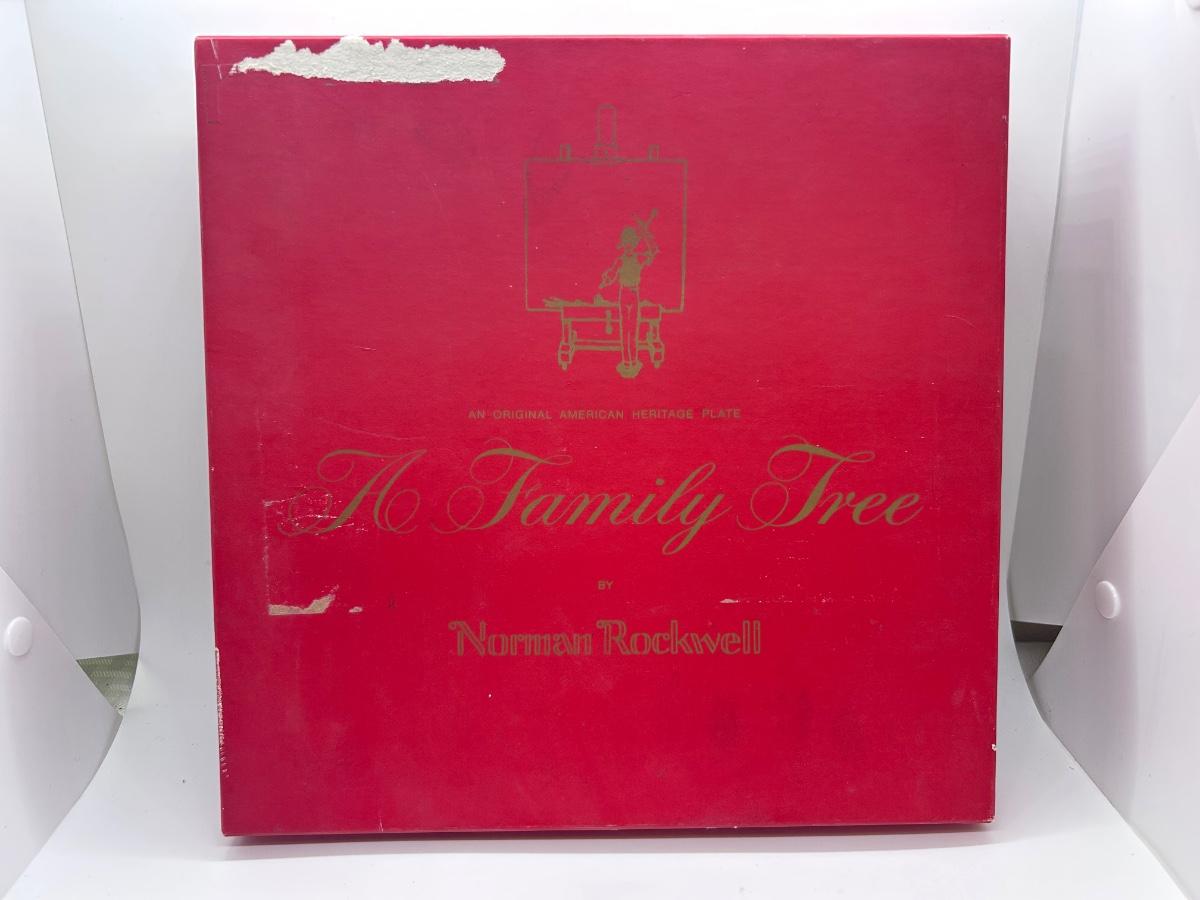 AN ORIGINAL AMERICAN HERITAGE PLATE
A Family Tree
BY
Norman Rockwell